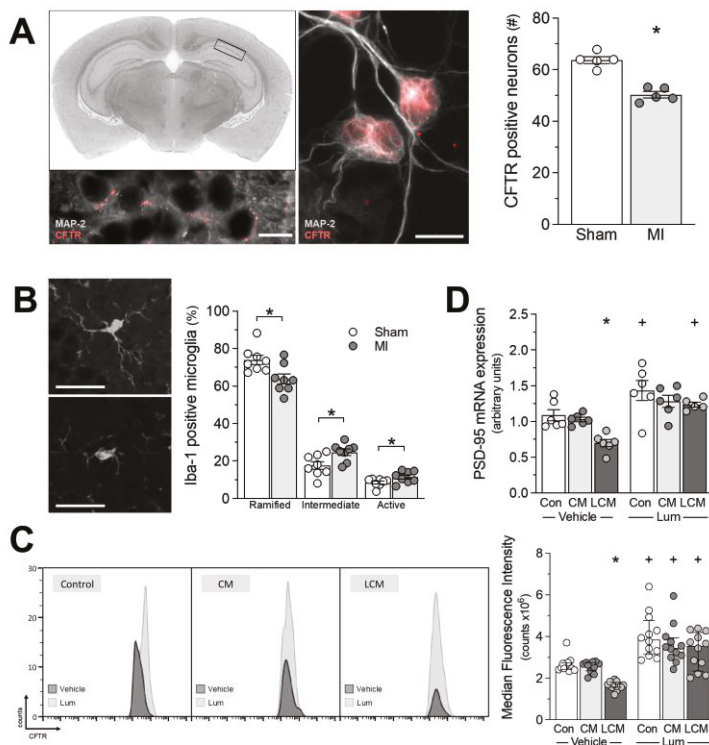 A
MAP-2
CFTR
MAP-2
CFTR
CFTR positive neurons (#)
80
60
40
20
0
Sham
MI
*
B
Iba-1 positive microglia (%)
100
80
60
40
20
0
Sham
MI
*
*
*
Ramified
Intermediate
Active
D
PSD-95 mRNA expression
(arbitrary units)
2.5
2.0
1.5
1.0
0.5
0.0
*
+
+
Con CM LCM Con CM LCM
Vehicle
Lum
C
30
20
10
0
Control
CM
LCM
Vehicle
Lum
Vehicle
Lum
Vehicle
Lum
counts
CFTR
Median Fluorescence Intensity
(counts x10⁶)
8
6
4
2
0
*
+ + +
Con CM LCM Con CM LCM
Vehicle
Lum